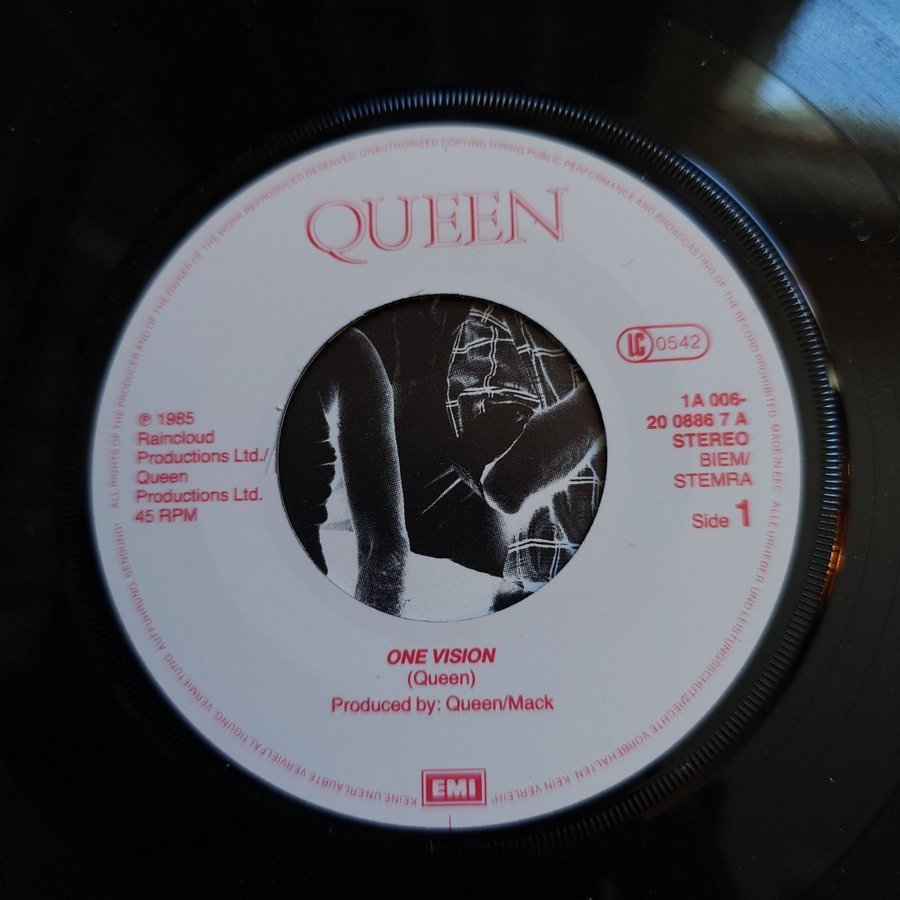 ALL RIGHTS OF THE PRODUCER AND OF THE OWNER OF THE WORK REPRODUCED RESERVED UNAUTHORIZED COPYING HIRING PUBLIC PERFORMANCE AND BROADCASTING OF THE RECORD PROHIBITED MADE IN EEC
QUEEN
LC 0542
℗ 1985
Raincloud
Productions Ltd./
Queen
Productions Ltd.
45 RPM
1A 006-
20 0886 7 A
STEREO
BIEM/
STEMRA
Side 1
ONE VISION
(Queen)
Produced by: Queen/Mack
EMI
ALLE URHEBER UND LEISTUNGSSCHUTZRECHTE VORBEHALTEN KEIN VERLEIH!
KEINE UNERLAUBTE VERVIELFÄLTIGUNG VERMIETUNG AUFFÜHRUNG SENDUNG!